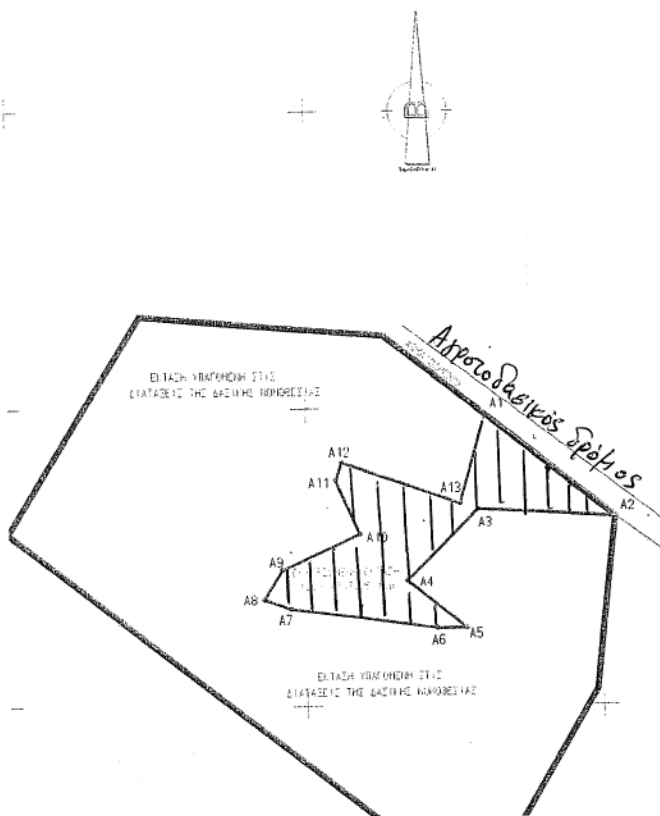 Αγροτοδασικός δρόμος
ΕΚΤΑΣΗ ΥΠΑΓΟΜΕΝΗ ΣΤΙΣ
ΔΙΑΤΑΞΕΙΣ ΤΗΣ ΔΑΣΙΚΗΣ ΝΟΜΟΘΕΣΙΑΣ
A1
A12
A11
A13
A2
A3
A10
A9
A4
A8
A7
A6
A5
ΕΚΤΑΣΗ ΥΠΑΓΟΜΕΝΗ ΣΤΙΣ
ΔΙΑΤΑΞΕΙΣ ΤΗΣ ΔΑΣΙΚΗΣ ΝΟΜΟΘΕΣΙΑΣ